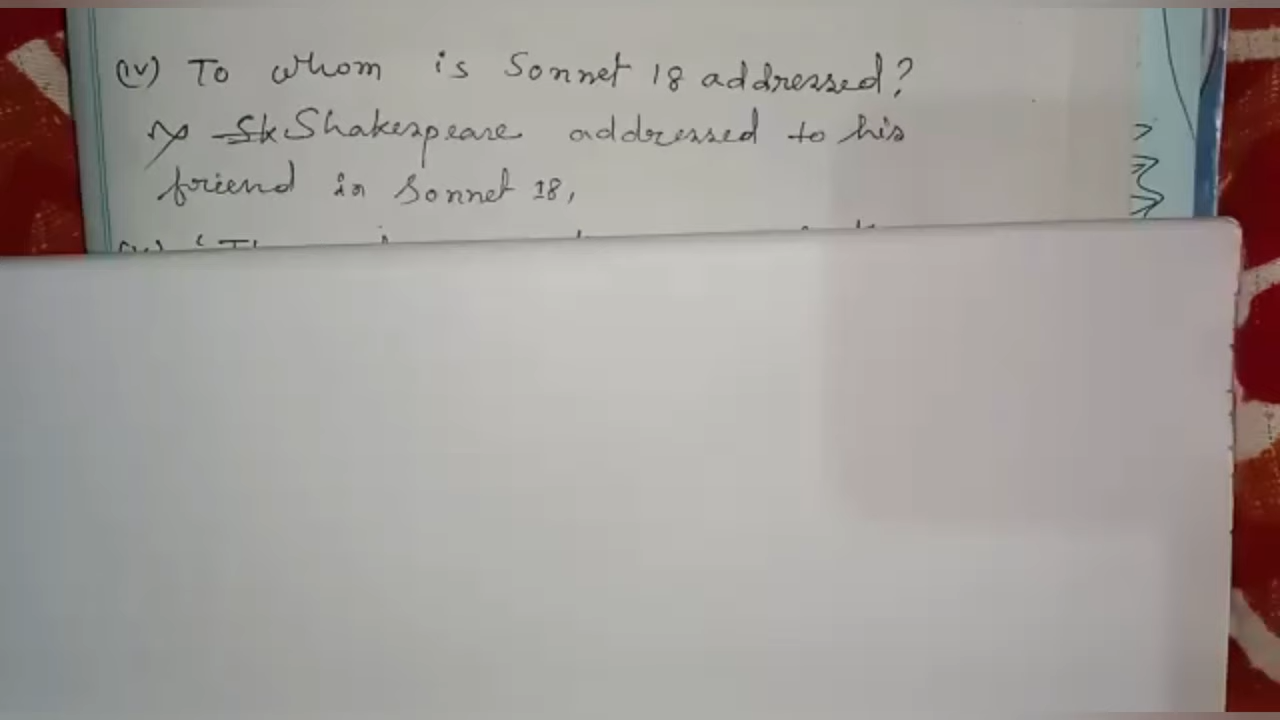 (iv) To whom is Sonnet 18 addressed?
Shakespeare addressed to his
friend in Sonnet 18,